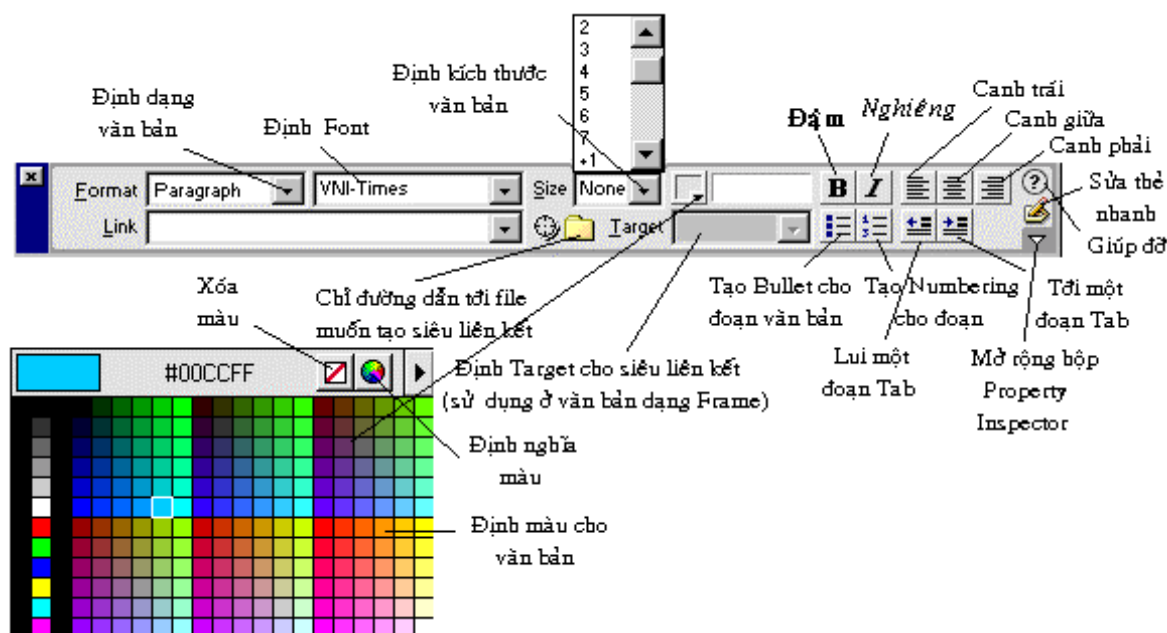 2
3
4
5
6
7
+1
Định kích thước
văn bản
Định dạng
văn bản
Định Font
Đậm
Nghiêng
Canh trái
Canh giữa
Canh phải
Format Paragraph VNI-Times Size None B I ?
Link Target
Sửa thẻ
nhanh
Giúp đỡ
Xóa
màu
Chỉ đường dẫn tới file
muốn tạo siêu liên kết
Tạo Bullet cho
đoạn văn bản
Tạo Numbering
cho đoạn
Tới một
đoạn Tab
Lui một
đoạn Tab
Mở rộng hộp
Property
Inspector
#00CCFF
Định Target cho siêu liên kết
(sử dụng ở văn bản dạng Frame)
Định nghĩa
màu
Định màu cho
văn bản